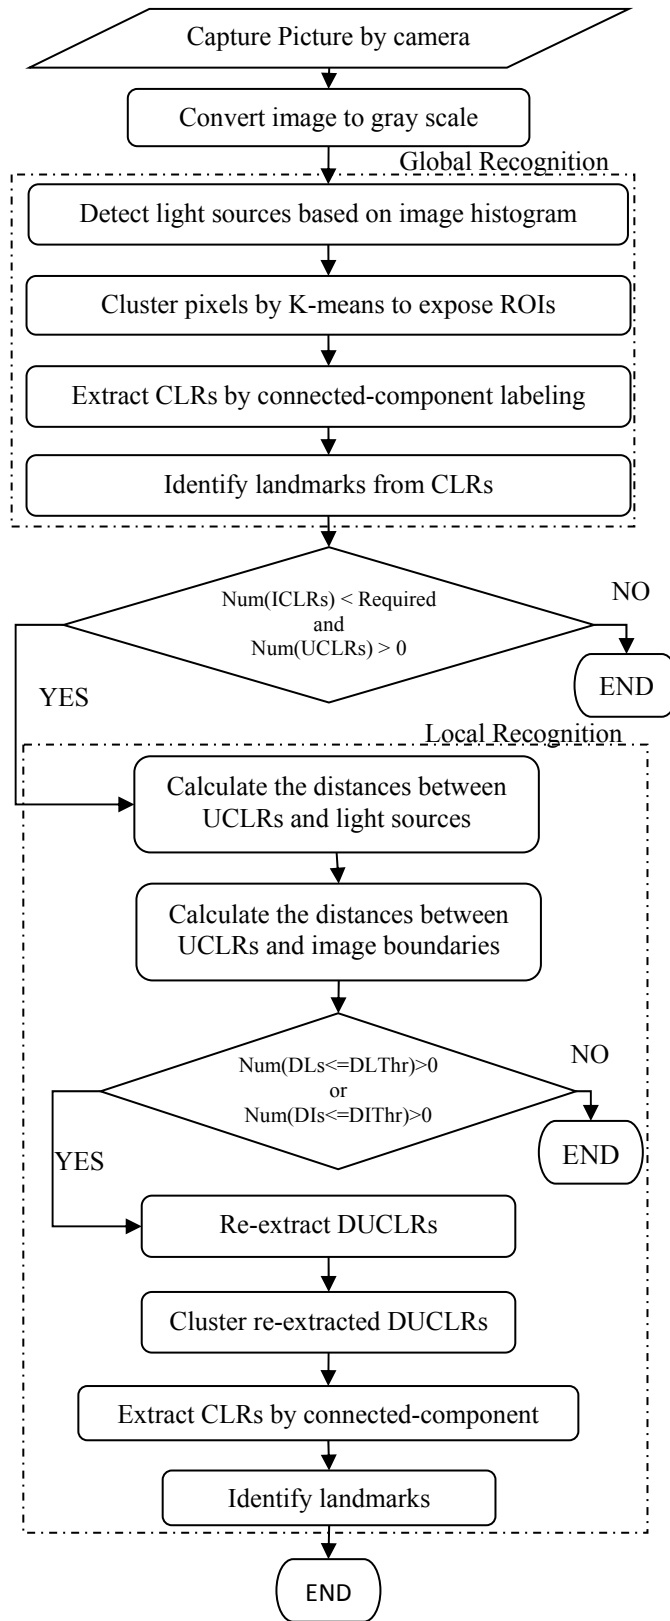 Capture Picture by camera
Convert image to gray scale
Global Recognition
Detect light sources based on image histogram
Cluster pixels by K-means to expose ROIs
Extract CLRs by connected-component labeling
Identify landmarks from CLRs
Num(ICLRs) < Required
and
Num(UCLRs) > 0
NO
END
YES
Local Recognition
Calculate the distances between
UCLRs and light sources
Calculate the distances between
UCLRs and image boundaries
Num(DLs<=DLThr)>0
or
Num(DIs<=DIThr)>0
NO
END
YES
Re-extract DUCLRs
Cluster re-extracted DUCLRs
Extract CLRs by connected-component
Identify landmarks
END